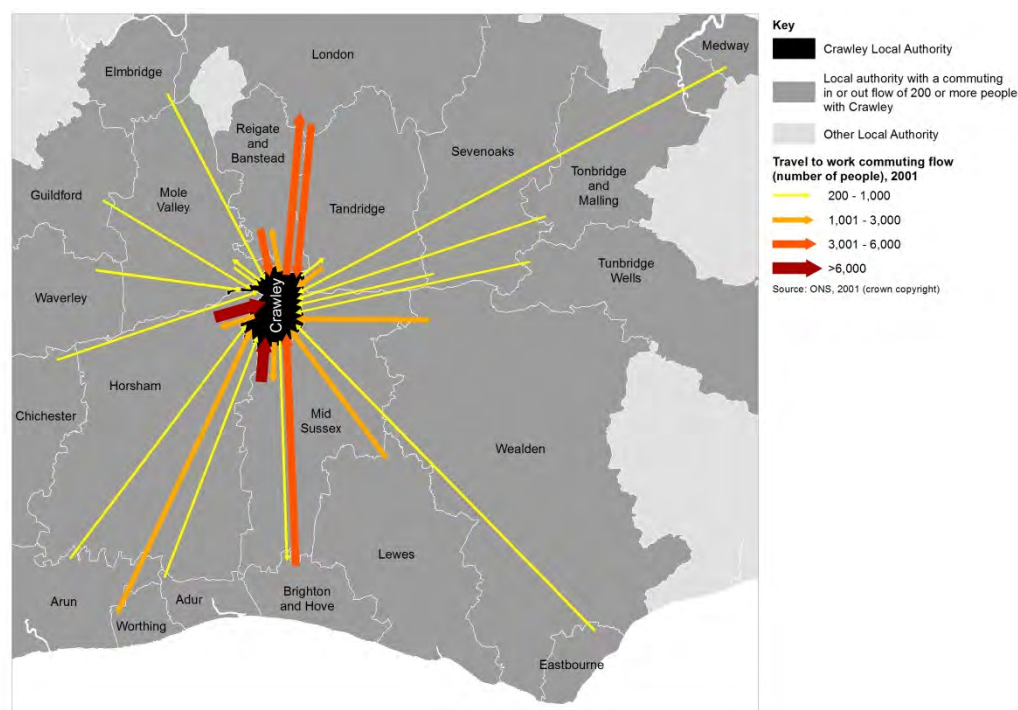 Key
Crawley Local Authority
Local authority with a commuting
in or out flow of 200 or more people
with Crawley
Other Local Authority
Travel to work commuting flow
(number of people), 2001
200 - 1,000
1,001 - 3,000
3,001 - 6,000
>6,000
Source: ONS, 2001 (crown copyright)
Medway
London
Elmbridge
Reigate
and
Banstead
Sevenoaks
Tonbridge
and
Malling
Guildford
Mole
Valley
Tandridge
Tunbridge
Wells
Waverley
Crawley
Horsham
Chichester
Mid
Sussex
Wealden
Lewes
Arun
Worthing
Adur
Brighton
and Hove
Eastbourne